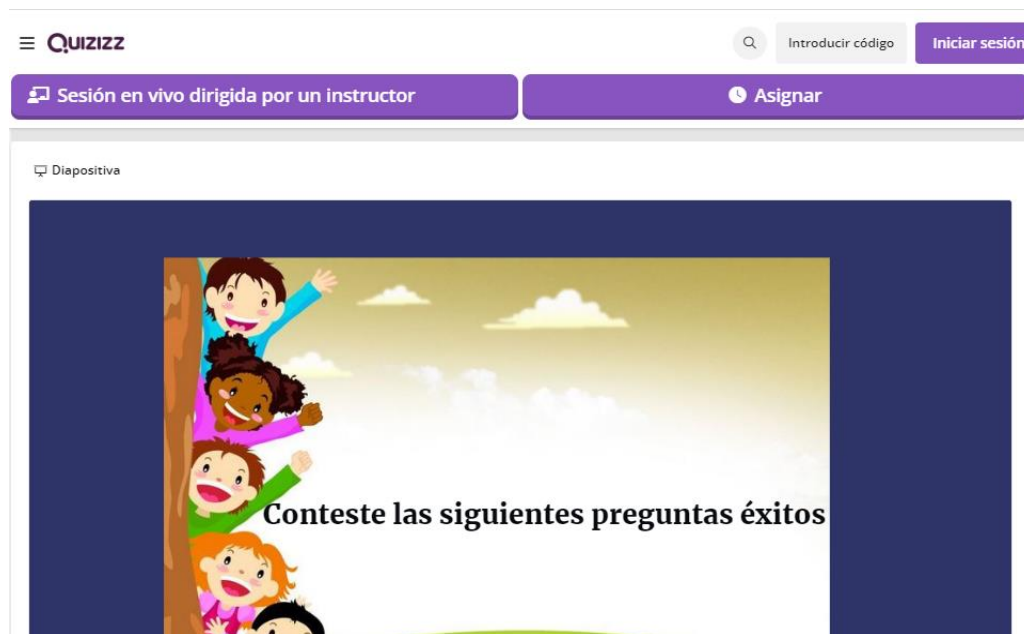 Quizizz
Introducir código
Iniciar sesión
Sesión en vivo dirigida por un instructor
Asignar
Diapositiva
Conteste las siguientes preguntas éxitos